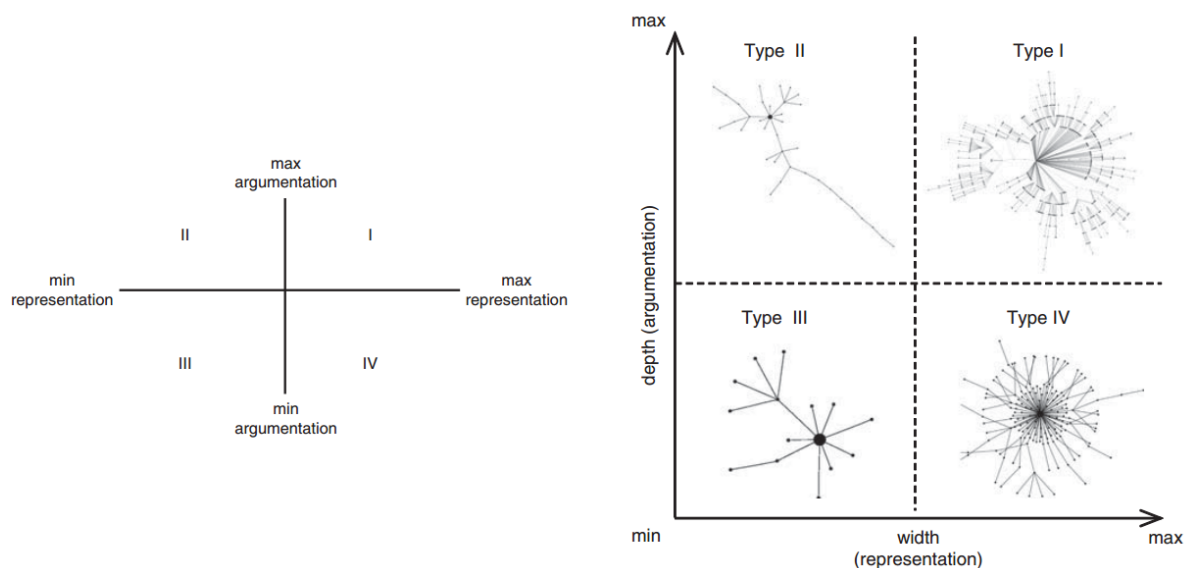 max
argumentation
II
I
min
representation
max
representation
III
IV
min
argumentation
max
Type II
Type I
depth (argumentation)
Type III
Type IV
min
width
(representation)
max